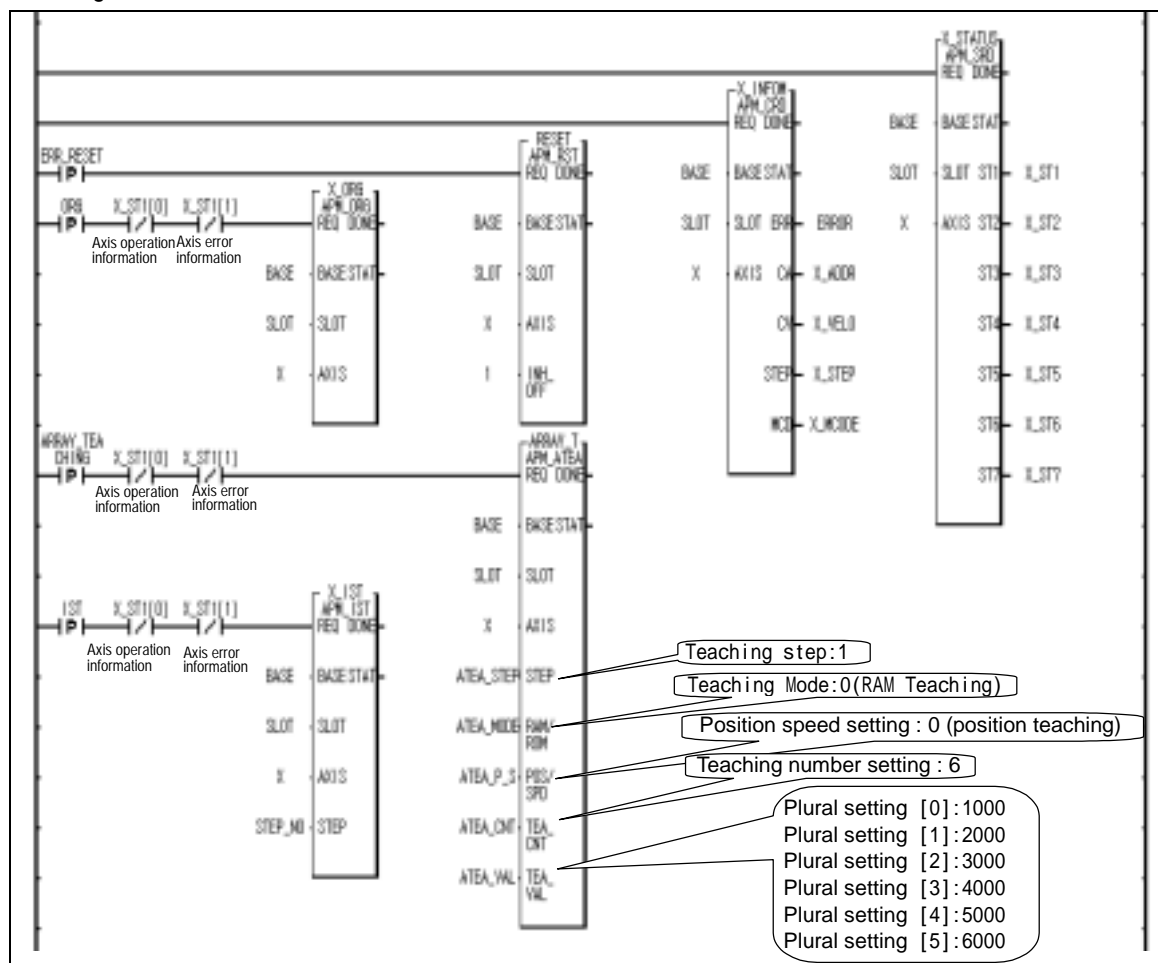 X_STATUS
APM_SRD
REQ DONE
BASE BASE STAT
SLOT SLOT ST1 X_ST1
X AXIS ST2 X_ST2
ST3 X_ST3
ST4 X_ST4
ST5 X_ST5
ST6 X_ST6
ST7 X_ST7
APM_CRD
REQ DONE
BASE BASE STAT
SLOT SLOT ERR ERROR
X AXIS CA X_ADDR
CV X_VELO
STEP X_STEP
MCD X_MCODE
ERR_RESET
P
RESET
APM_RST
REQ DONE
BASE BASE STAT
SLOT SLOT
X AXIS
1 INH_
OFF
ORG X_ST1[0] X_ST1[1]
P
Axis operation
information
Axis error
information
X_ORG
APM_ORG
REQ DONE
BASE BASE STAT
SLOT SLOT
X AXIS
ARRAY_TEA
CHING X_ST1[0] X_ST1[1]
P
Axis operation
information
Axis error
information
ARRAY_T
APM_ATEA
REQ DONE
BASE BASE STAT
SLOT SLOT
X AXIS
ATEA_STEP STEP
ATEA_MODE RAM/
ROM
ATEA_P_S POS/
SPD
ATEA_CNT TEA_
CNT
ATEA_VAL TEA_
VAL
IST X_ST1[0] X_ST1[1]
P
Axis operation
information
Axis error
information
X_IST
APM_IST
REQ DONE
BASE BASE STAT
SLOT SLOT
X AXIS
STEP_NO STEP
Teaching step:1
Teaching Mode:0(RAM Teaching)
Position speed setting : 0 (position teaching)
Teaching number setting : 6
Plural setting [0]:1000
Plural setting [1]:2000
Plural setting [2]:3000
Plural setting [3]:4000
Plural setting [4]:5000
Plural setting [5]:6000